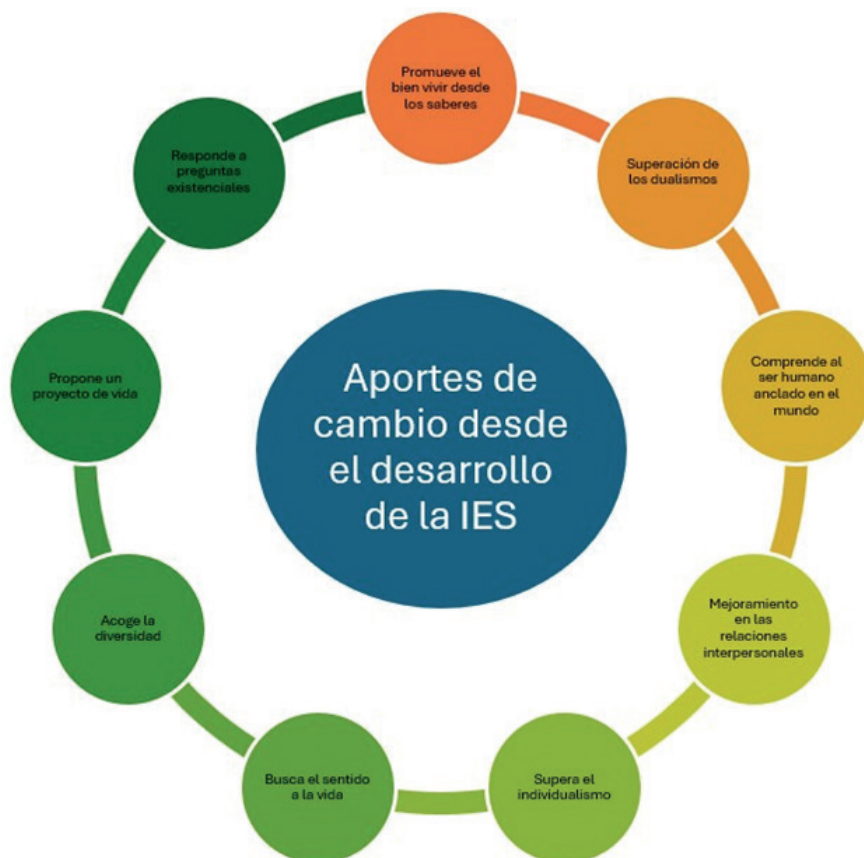 Promueve el
bien vivir desde
los saberes
Superación de
los dualismos
Comprende al
ser humano
anclado en el
mundo
Mejoramiento
en las
relaciones
interpersonales
Supera el
individualismo
Busca el sentido
a la vida
Acoge la
diversidad
Propone un
proyecto de vida
Responde a
preguntas
existenciales
Aportes de
cambio desde
el desarrollo
de la IES